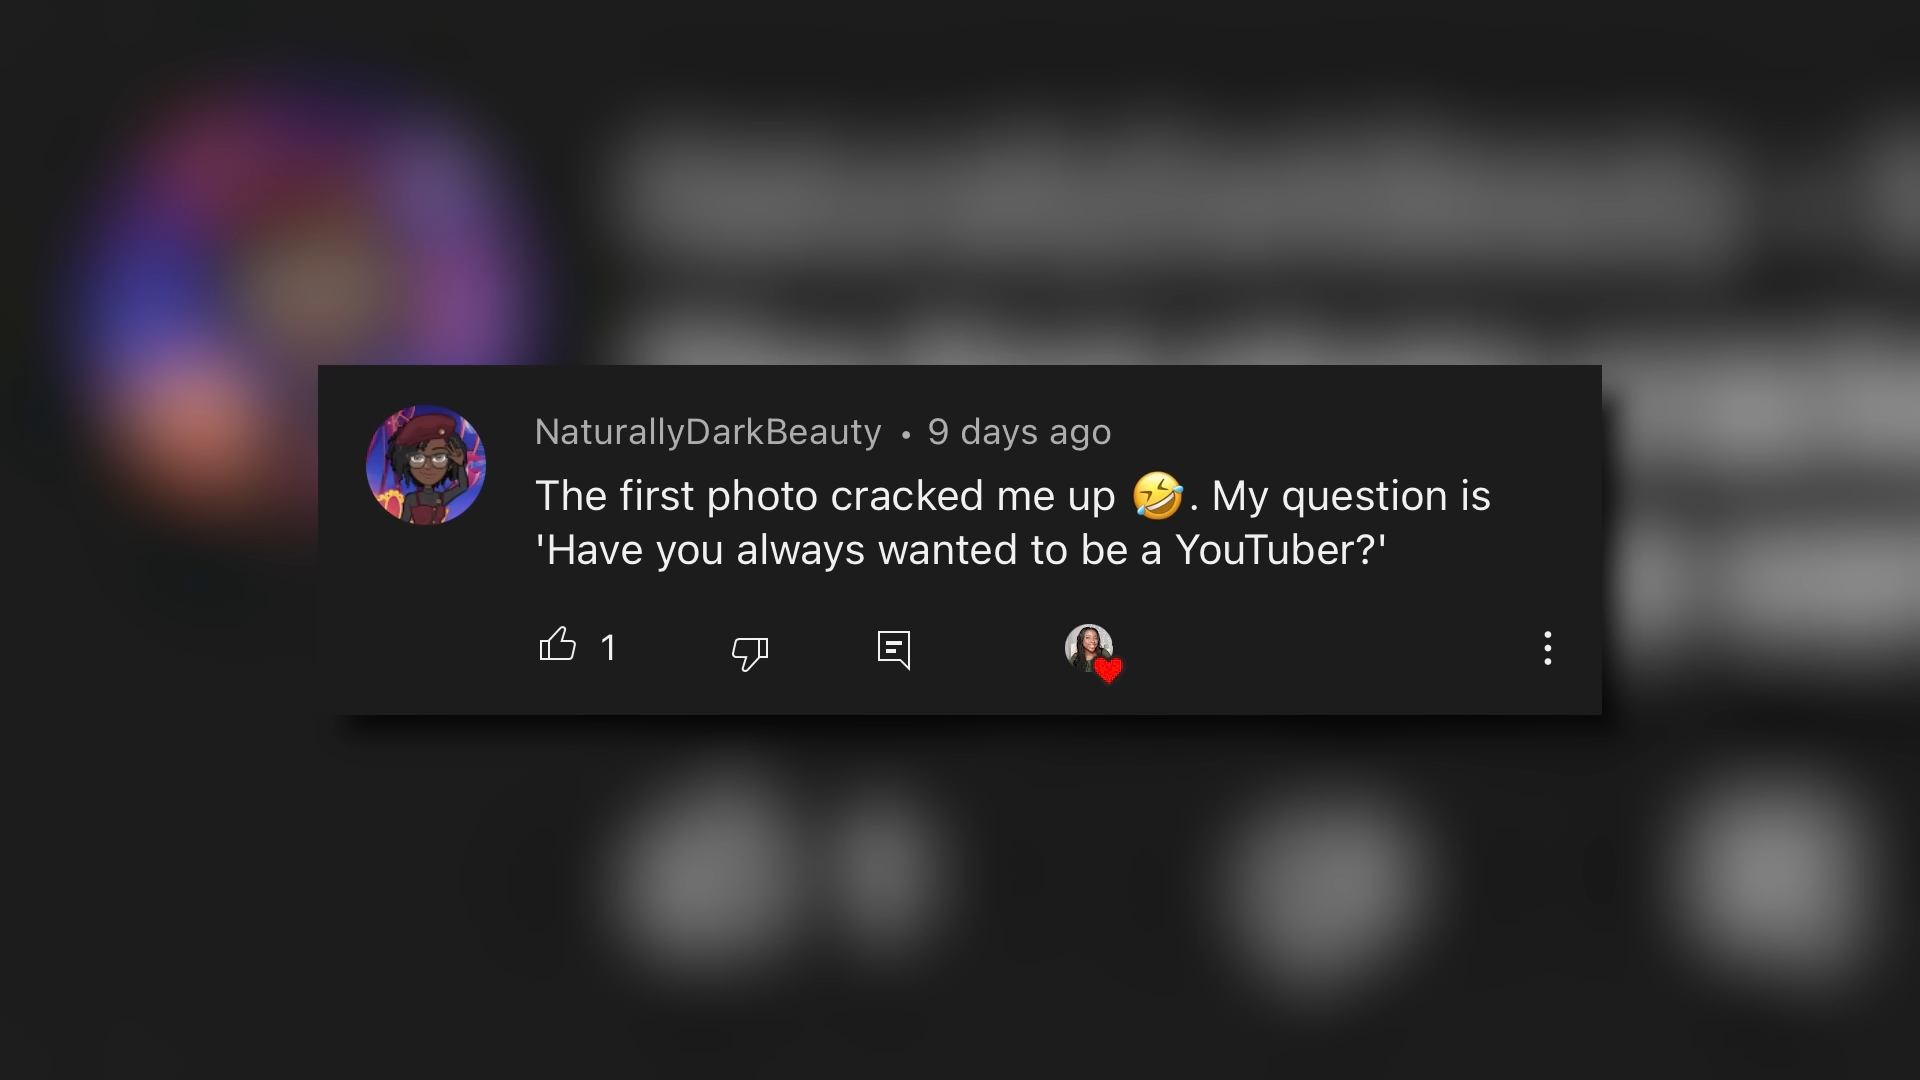 NaturallyDarkBeauty • 9 days ago
The first photo cracked me up 🤣. My question is
'Have you always wanted to be a YouTuber?'
1